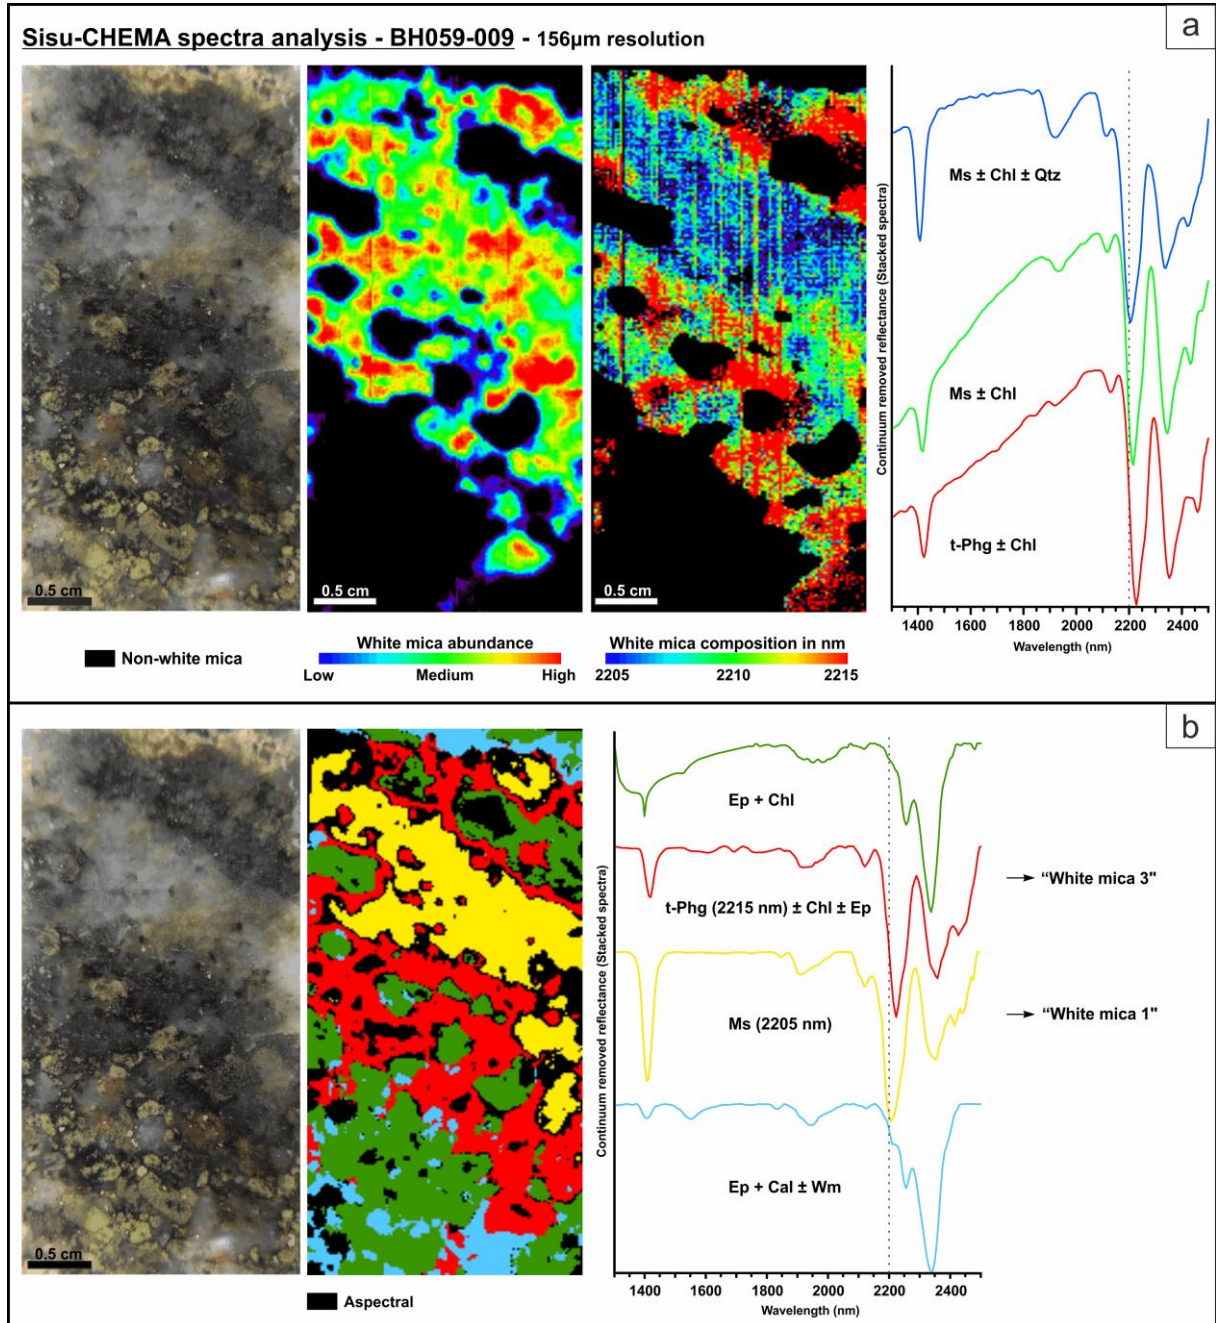 a
Sisu-CHEMA spectra analysis - BH059-009 - 156µm resolution
Ms ± Chl ± Qtz
Ms ± Chl
t-Phg ± Chl
Continuum removed reflectance (Stacked spectra)
0.5 cm
0.5 cm
0.5 cm
1400 1600 1800 2000 2200 2400
Wavelength (nm)
Non-white mica
White mica abundance
Low Medium High
White mica composition in nm
2205 2210 2215
b
Ep + Chl
t-Phg (2215 nm) ± Chl ± Ep
"White mica 3"
Ms (2205 nm)
"White mica 1"
Ep + Cal ± Wm
Continuum removed reflectance (Stacked spectra)
0.5 cm
1400 1600 1800 2000 2200 2400
Wavelength (nm)
Aspectral